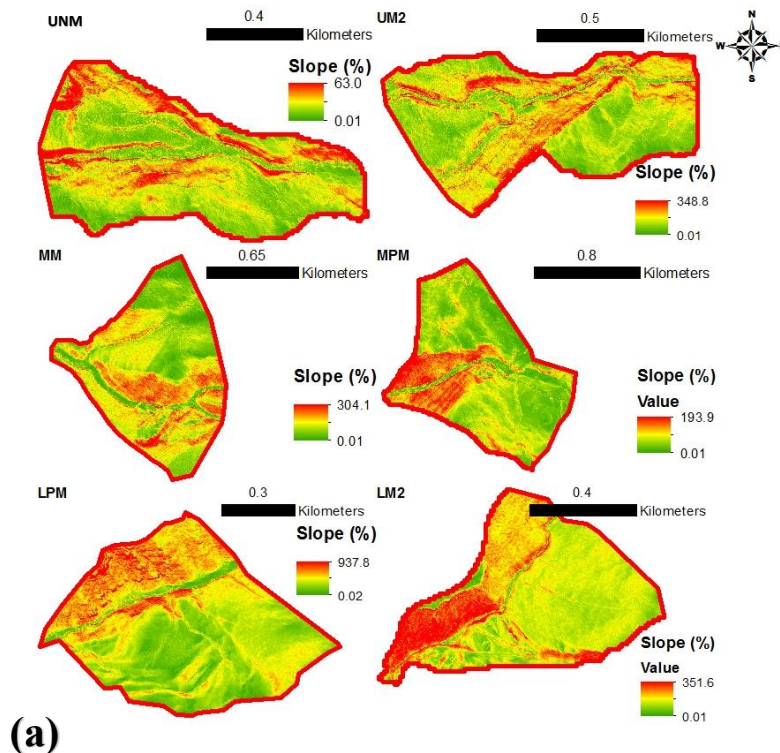 UNM
0.4
Kilometers
Slope (%)
63.0
0.01
UM2
0.5
Kilometers
N
W
S
Slope (%)
348.8
0.01
MM
0.65
Kilometers
Slope (%)
304.1
0.01
MPM
0.8
Kilometers
Slope (%)
Value
193.9
0.01
LPM
0.3
Kilometers
Slope (%)
937.8
0.02
LM2
0.4
Kilometers
Slope (%)
Value
351.6
0.01
(a)